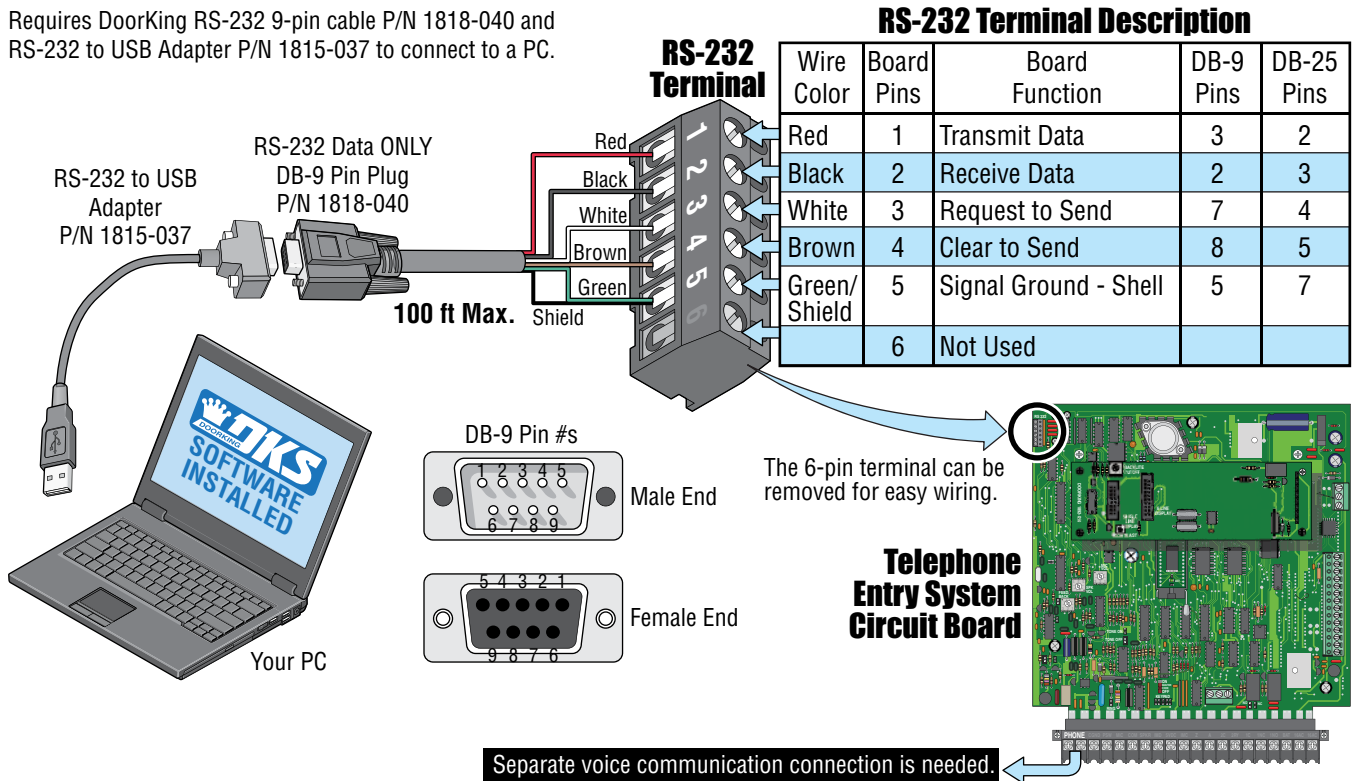 Requires DoorKing RS-232 9-pin cable P/N 1818-040 and
RS-232 to USB Adapter P/N 1815-037 to connect to a PC.
RS-232 Terminal Description
RS-232
Terminal
Wire Color Board Pins Board Function DB-9 Pins DB-25 Pins
Red 1 Transmit Data 3 2
Black 2 Receive Data 2 3
White 3 Request to Send 7 4
Brown 4 Clear to Send 8 5
Green/Shield 5 Signal Ground - Shell 5 7
6 Not Used
RS-232 to USB
Adapter
P/N 1815-037
RS-232 Data ONLY
DB-9 Pin Plug
P/N 1818-040
100 ft Max.
Red
Black
White
Brown
Green
Shield
1
2
3
4
5
6
DOORKING
DKS
SOFTWARE
INSTALLED
Your PC
DB-9 Pin #s
1 2 3 4 5
6 7 8 9
Male End
5 4 3 2 1
9 8 7 6
Female End
The 6-pin terminal can be
removed for easy wiring.
RS-232
Telephone
Entry System
Circuit Board
PHONE
Separate voice communication connection is needed.